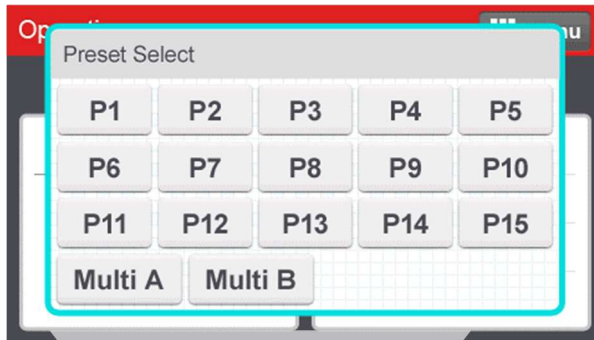 Preset Select
P1 P2 P3 P4 P5
P6 P7 P8 P9 P10
P11 P12 P13 P14 P15
Multi A Multi B